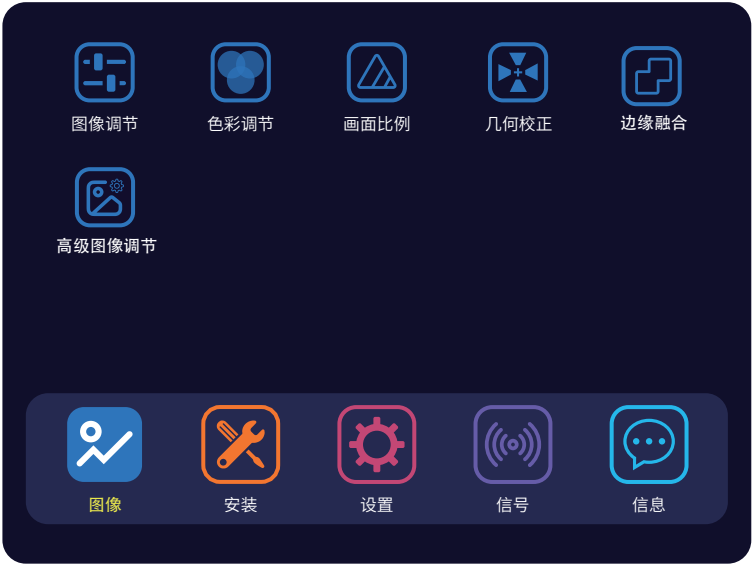 图像调节
色彩调节
画面比例
几何校正
边缘融合
高级图像调节
图像
安装
设置
信号
信息